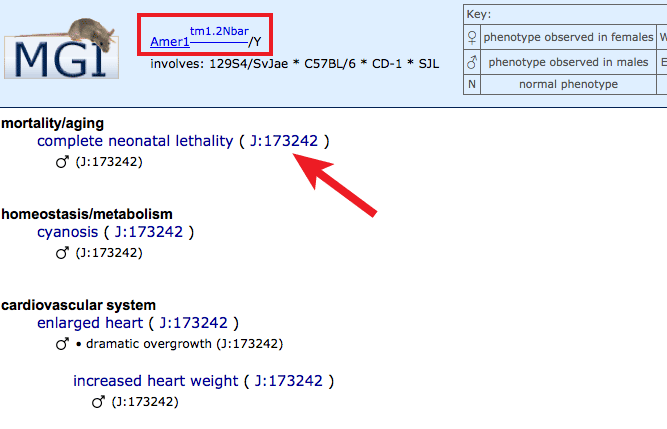 MGI
tm1.2Nbar
Amer1/Y
involves: 129S4/SvJae * C57BL/6 * CD-1 * SJL
Key:
♀ phenotype observed in females W
♂ phenotype observed in males E
N normal phenotype
mortality/aging
complete neonatal lethality ( J:173242 )
♂ (J:173242)
homeostasis/metabolism
cyanosis ( J:173242 )
♂ (J:173242)
cardiovascular system
enlarged heart ( J:173242 )
♂ • dramatic overgrowth (J:173242)
increased heart weight ( J:173242 )
♂ (J:173242)